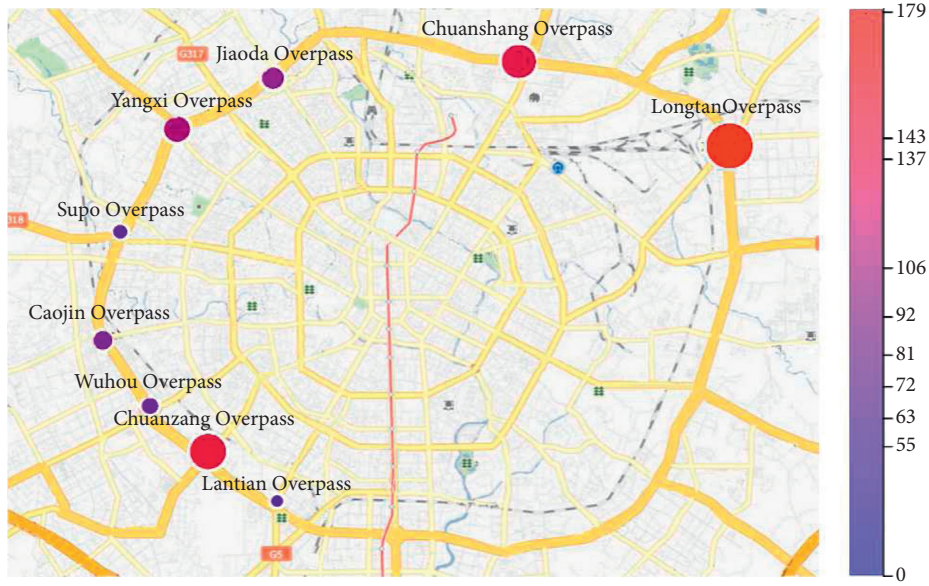 Chuanshang Overpass
Jiaoda Overpass
G317
Yangxi Overpass
LongtanOverpass
Supo Overpass
318
Caojin Overpass
Wuhou Overpass
Chuanzang Overpass
Lantian Overpass
G5
179
143
137
106
92
81
72
63
55
0